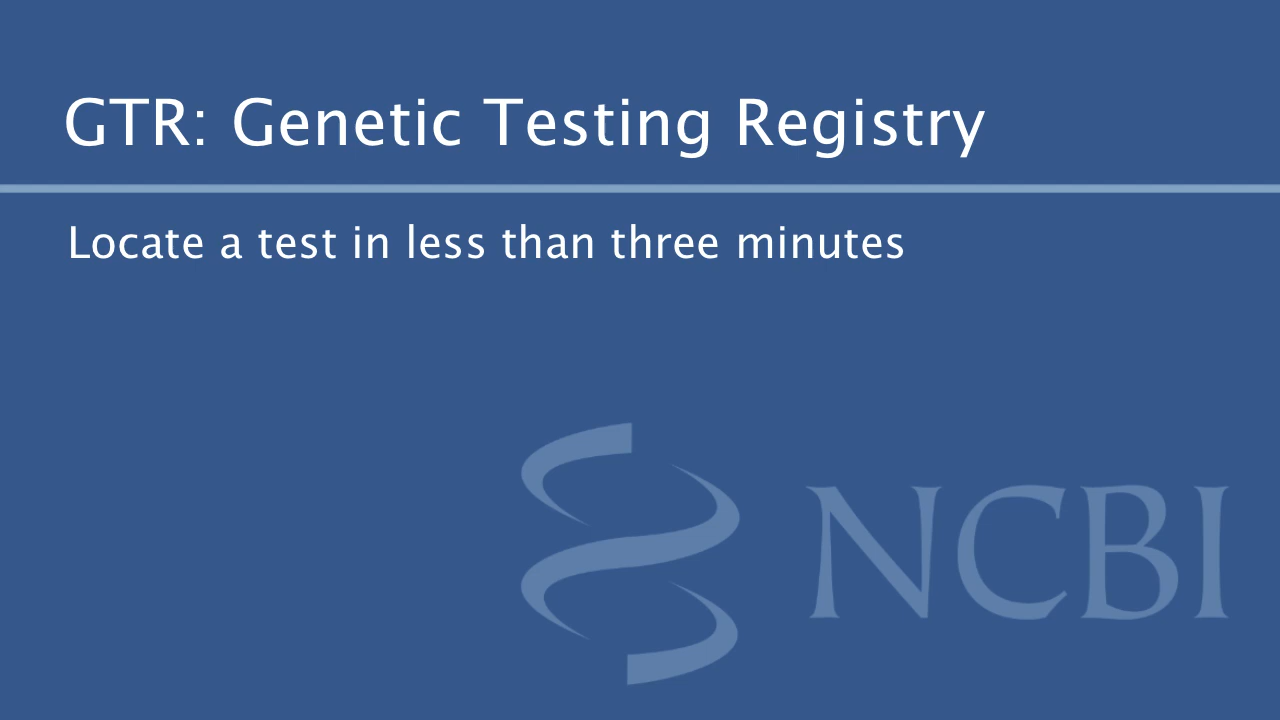 GTR: Genetic Testing Registry
Locate a test in less than three minutes
NCBI